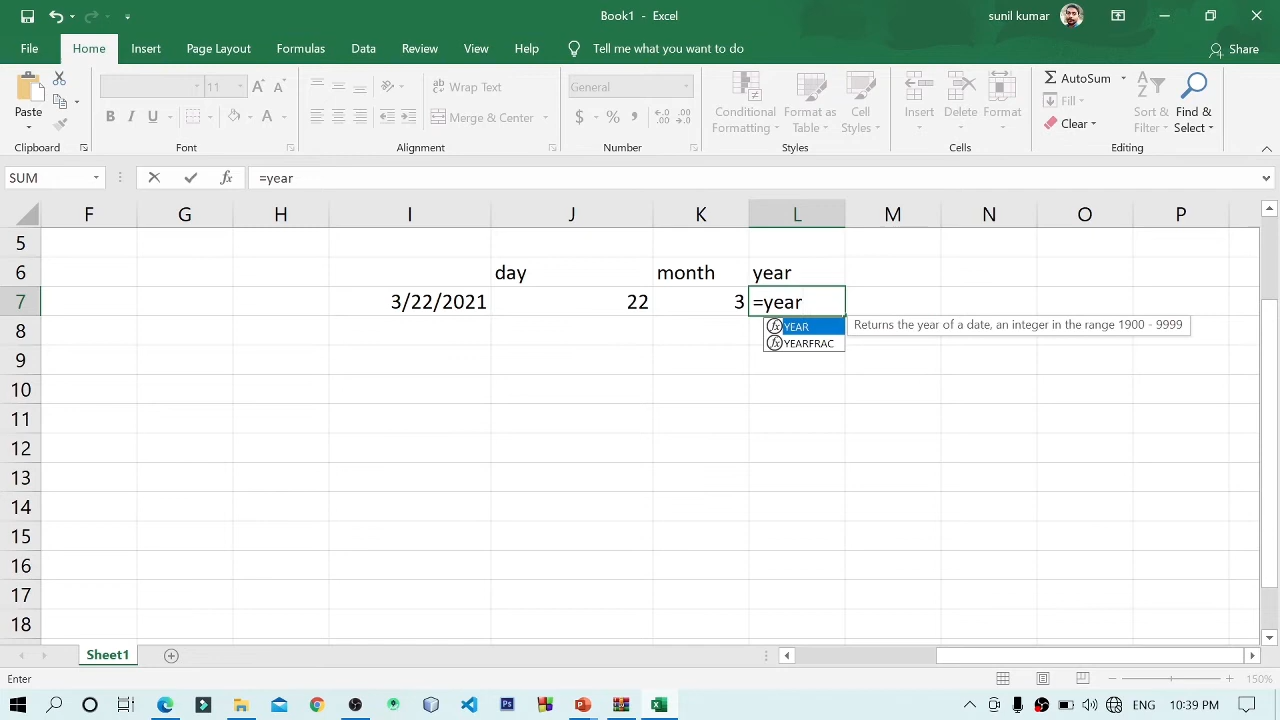 Book1 - Excel
sunil kumar
File Home Insert Page Layout Formulas Data Review View Help Tell me what you want to do Share
Paste
11
B I U
Wrap Text
Merge & Center
General
$ % ,
Conditional Formatting
Format as Table
Cell Styles
Insert
Delete
Format
AutoSum
Fill
Clear
Sort & Filter
Find & Select
Clipboard Font Alignment Number Styles Cells Editing
SUM fx =year
F G H I J K L M N O P
5
6 day month year
7 3/22/2021 22 3 =year
8 fx YEAR Returns the year of a date, an integer in the range 1900 - 9999
fx YEARFRAC
9
10
11
12
13
14
15
16
17
18
Sheet1
Enter 150%
ENG 10:39 PM